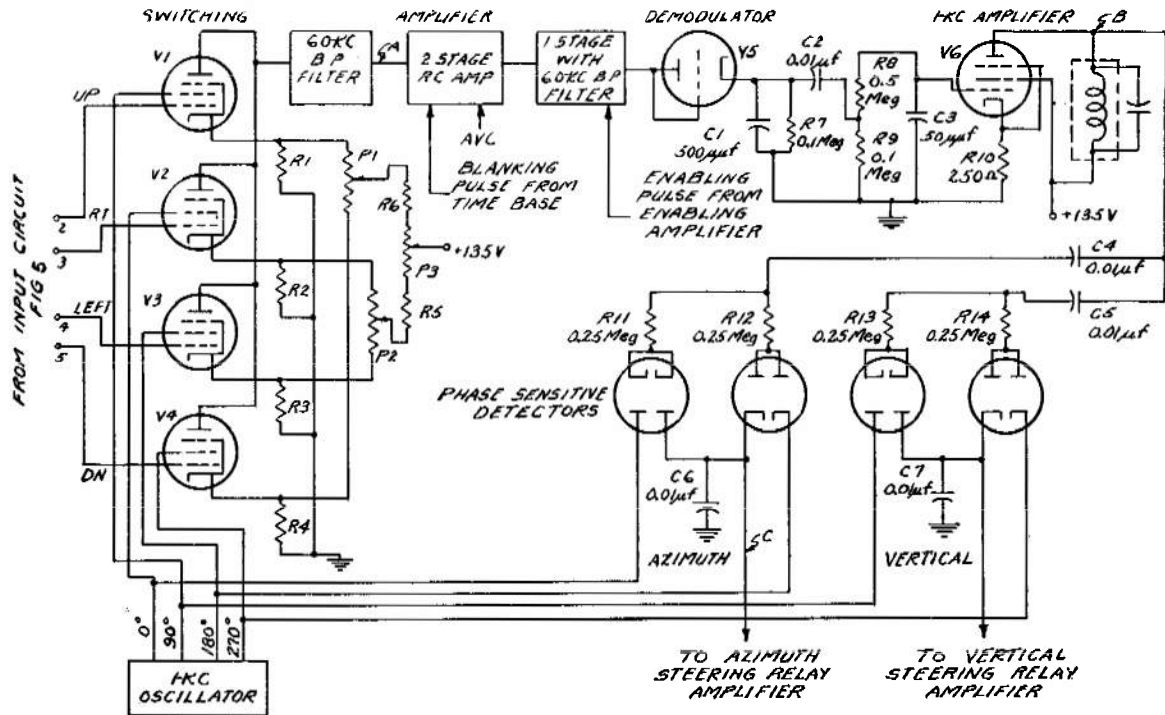 SWITCHING
AMPLIFIER
DEMODULATOR
1KC AMPLIFIER
V1
UP
60KC
B P
FILTER
A
2 STAGE
RC AMP
1 STAGE
WITH
60KC BP
FILTER
V5
C2
0.01µf
R8
0.5
Meg
V6
B
C1
500µµf
R7
0.1Meg
R9
0.1
Meg
C3
50µµf
R10
250Ω
+135V
AVC
BLANKING
PULSE FROM
TIME BASE
ENABLING
PULSE FROM
ENABLING
AMPLIFIER
R1
P1
R6
+135V
P3
R5
V2
RT
2
3
R2
P2
V3
LEFT
4
5
FROM INPUT CIRCUIT
FIG 5
R3
V4
DN
R4
C4
0.01µf
C5
0.01µf
R11
0.25Meg
R12
0.25Meg
R13
0.25Meg
R14
0.25Meg
PHASE SENSITIVE
DETECTORS
C6
0.01µf
C7
0.01µf
AZIMUTH
C
VERTICAL
0°
90°
180°
270°
1KC
OSCILLATOR
TO AZIMUTH
STEERING RELAY
AMPLIFIER
TO VERTICAL
STEERING RELAY
AMPLIFIER